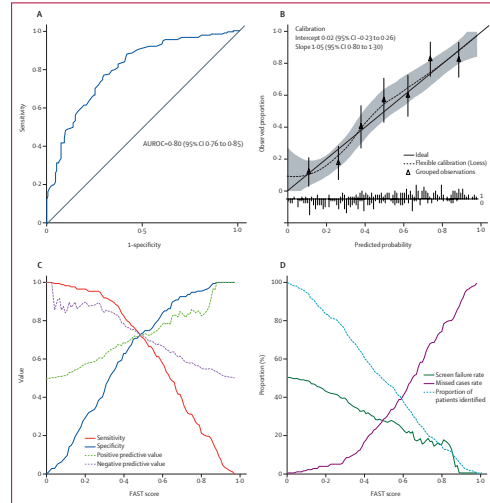 A
1·0
0·8
0·6
0·4
0·2
0
Sensitivity
AUROC=0·80 (95% CI 0·76 to 0·85)
0
0·5
1·0
1-specificity
B
Calibration
Intercept 0·02 (95% CI –0·23 to 0·26)
Slope 1·05 (95% CI 0·80 to 1·30)
1·0
0·8
0·6
0·4
0·2
0
Observed proportion
Ideal
Flexible calibration (Loess)
Grouped observations
1
0
0
0·2
0·4
0·6
0·8
1·0
Predicted probability
C
1·0
0·8
0·6
0·4
0·2
0
Value
Sensitivity
Specificity
Positive predictive value
Negative predictive value
0
0·2
0·4
0·6
0·8
1·0
FAST score
D
100
80
60
40
20
0
Proportion (%)
Screen failure rate
Missed cases rate
Proportion of
patients identified
0
0·2
0·4
0·6
0·8
1·0
FAST score